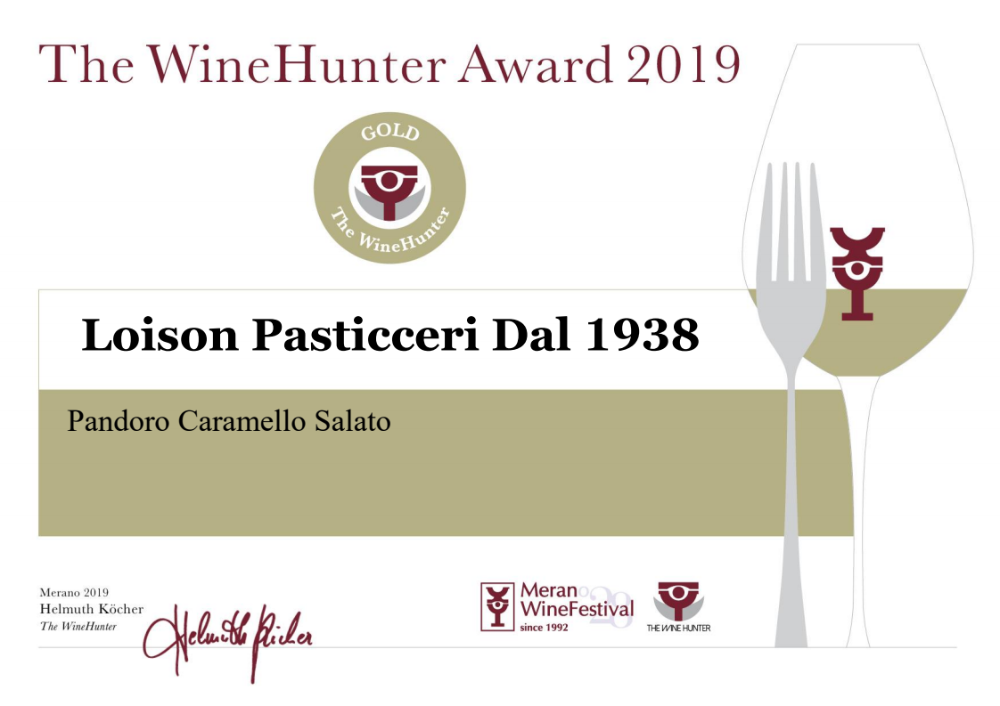 The WineHunter Award 2019
GOLD
The WineHunter
Loison Pasticceri Dal 1938
Pandoro Caramello Salato
Merano 2019
Helmuth Köcher
The WineHunter
Helmuth Köcher
Merano
28
WineFestival
since 1992
THE WINE HUNTER